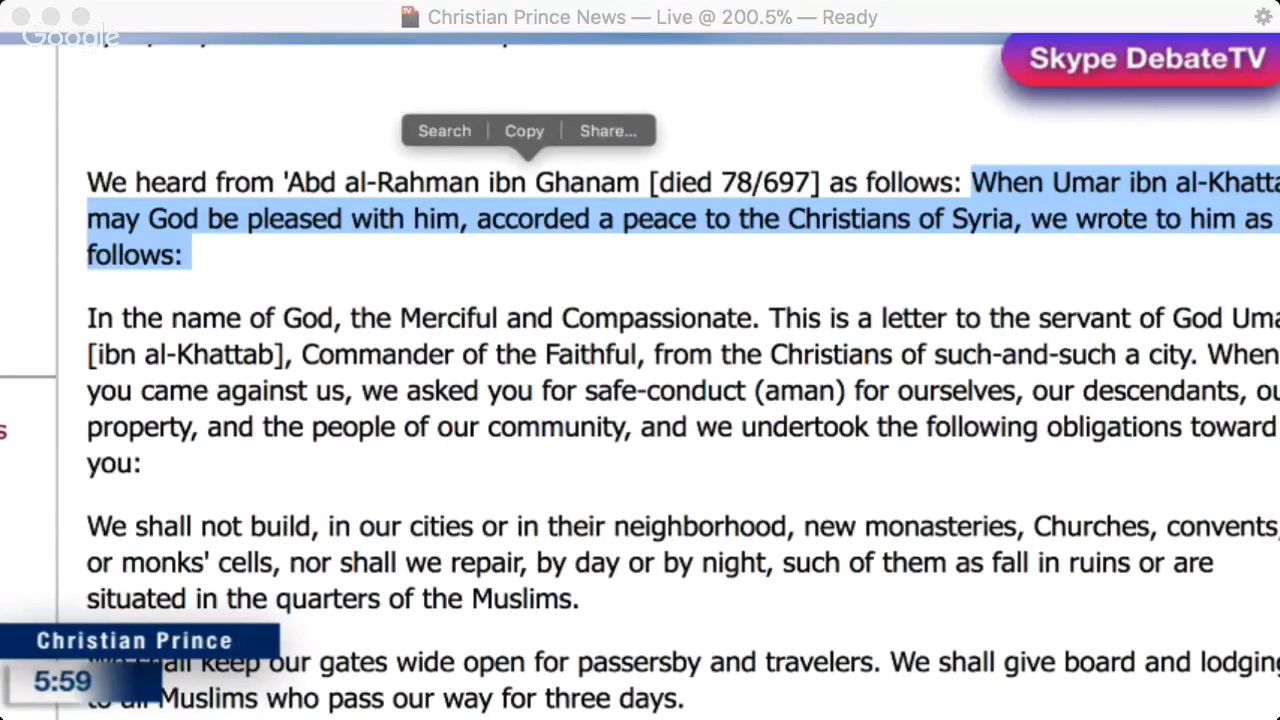 Christian Prince News — Live @ 200.5% — Ready
Google
Skype DebateTV
Search Copy Share...
We heard from 'Abd al-Rahman ibn Ghanam [died 78/697] as follows: When Umar ibn
may God be pleased with him, accorded a peace to the Christians of Syria, we wrote to him as
follows:
In the name of God, the Merciful and Compassionate. This is a letter to the servant of God
[ibn al-Khattab], Commander of the Faithful, from the Christians of such-and-such a city. When
you came against us, we asked you for safe-conduct (aman) for ourselves, our descendants,
property, and the people of our community, and we undertook the following obligations toward
you:
We shall not build, in our cities or in their neighborhood, new monasteries, Churches, convents,
or monks' cells, nor shall we repair, by day or by night, such of them as fall in ruins or are
situated in the quarters of the Muslims.
Christian Prince
We shall keep our gates wide open for passersby and travelers. We shall give board and lodging
5:59
to all Muslims who pass our way for three days.